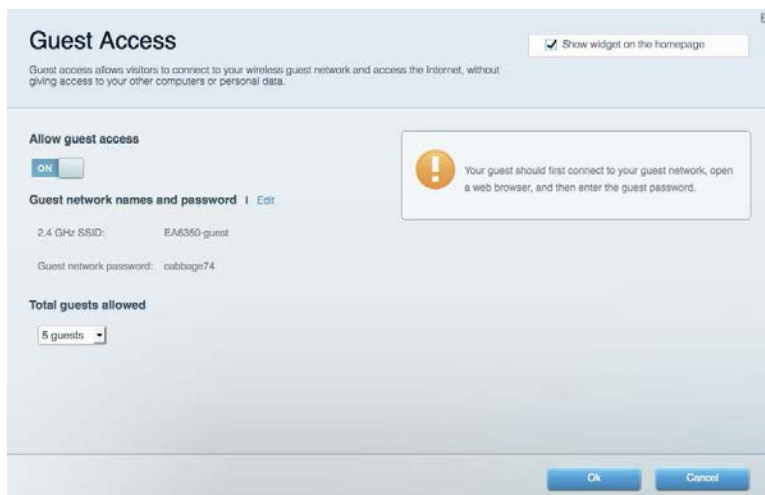 Guest Access
Show widget on the homepage
Guest access allows visitors to connect to your wireless guest network and access the Internet, without
giving access to your other computers or personal data.
Allow guest access
ON
Your guest should first connect to your guest network, open
a web browser, and then enter the guest password.
Guest network names and password | Edit
2.4 GHz SSID: EA6350-guest
Guest network password: cabbage74
Total guests allowed
5 guests
Ok Cancel